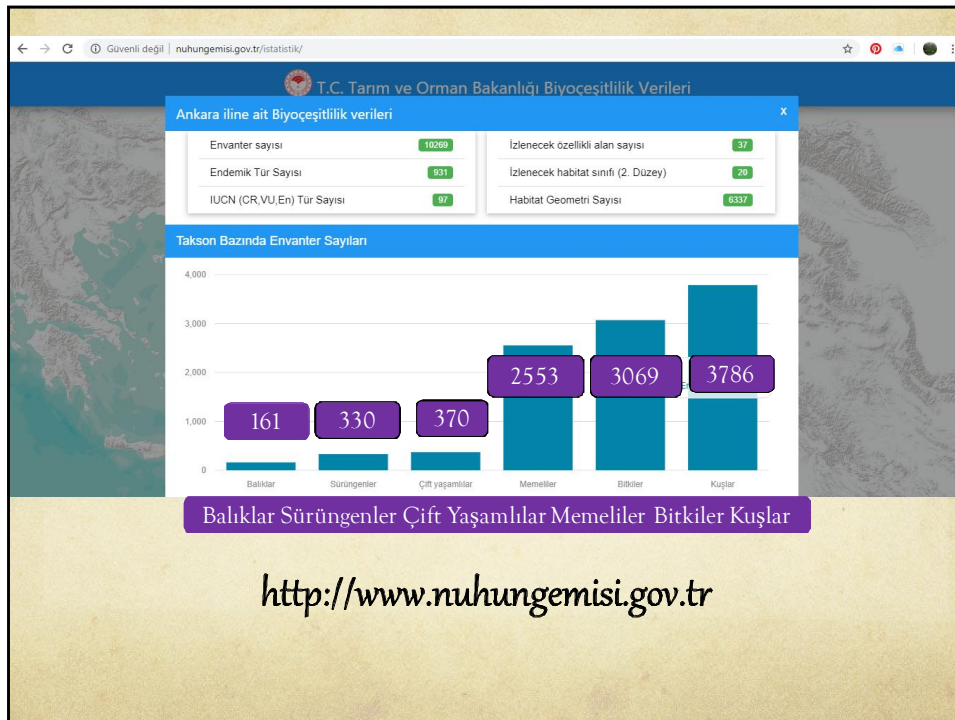 Güvenli değil | nuhungemisi.gov.tr/istatistik/
T.C. Tarım ve Orman Bakanlığı Biyoçeşitlilik Verileri
Ankara iline ait Biyoçeşitlilik verileri x
Envanter sayısı 10269
Endemik Tür Sayısı 931
IUCN (CR,VU,En) Tür Sayısı 97
İzlenecek özellikli alan sayısı 37
İzlenecek habitat sınıfı (2. Düzey) 20
Habitat Geometri Sayısı 6337
Takson Bazında Envanter Sayıları
4,000
3,000
2,000
1,000
0
161 330 370 2553 3069 3786
Balıklar Sürüngenler Çift yaşamlılar Memeliler Bitkiler Kuşlar
Balıklar Sürüngenler Çift Yaşamlılar Memeliler Bitkiler Kuşlar
http://www.nuhungemisi.gov.tr